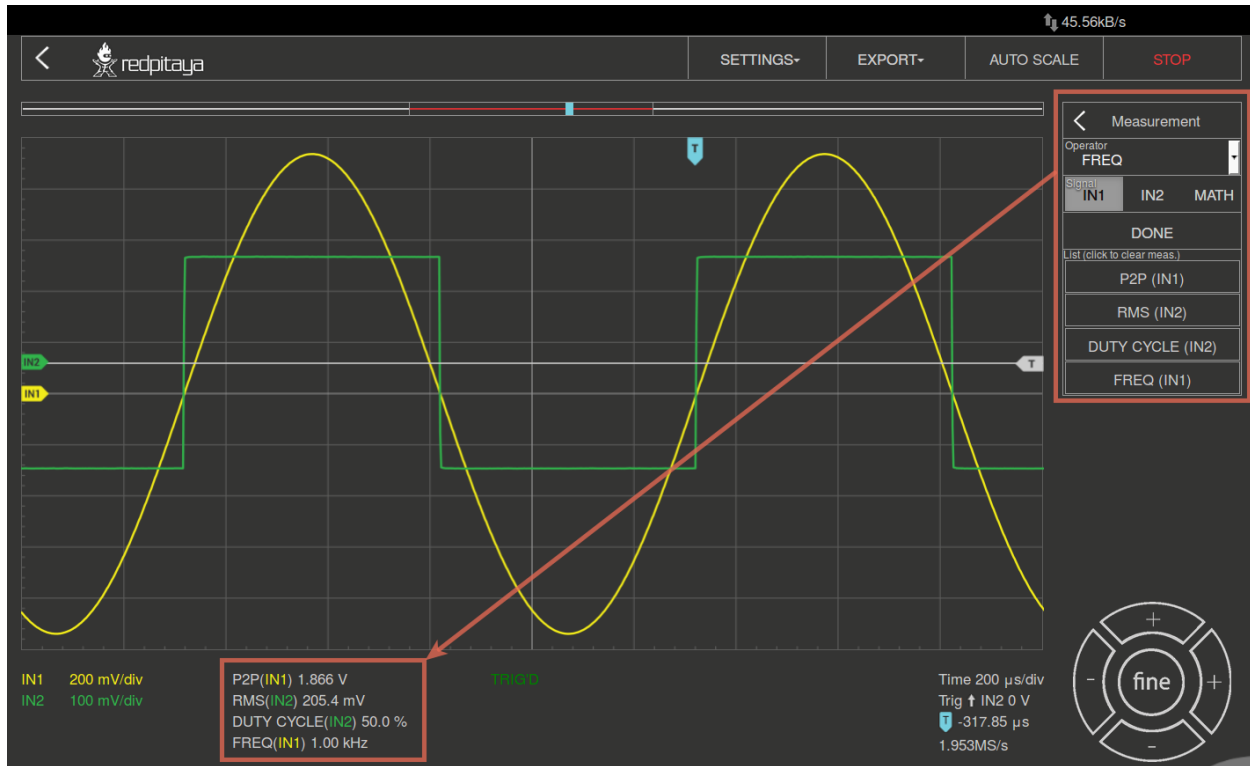 45.56kB/s
redpitaya
SETTINGS
EXPORT
AUTO SCALE
STOP
Measurement
Operator
FREQ
Signal
IN1 IN2 MATH
DONE
List (click to clear meas.)
P2P (IN1)
RMS (IN2)
DUTY CYCLE (IN2)
FREQ (IN1)
T
IN2
T
IN1
IN1 200 mV/div
IN2 100 mV/div
P2P(IN1) 1.866 V
RMS(IN2) 205.4 mV
DUTY CYCLE(IN2) 50.0 %
FREQ(IN1) 1.00 kHz
TRIG'D
Time 200 µs/div
Trig IN2 0 V
T -317.85 µs
1.953MS/s
+
- fine +
-